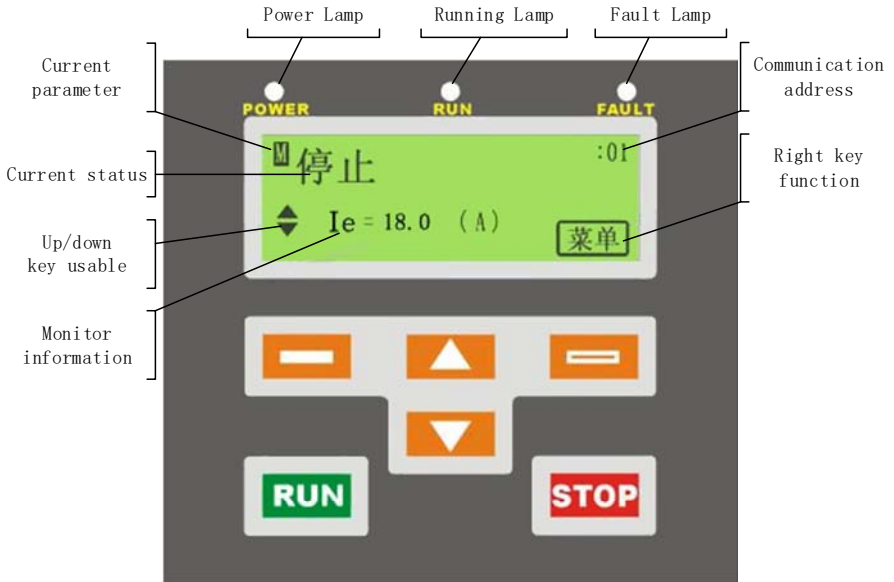 Power Lamp
Running Lamp
Fault Lamp
Current
parameter
Communication
address
POWER
RUN
FAULT
M
停止
:01
Current status
Right key
function
Up/down
key usable
Ie = 18.0 (A)
菜单
Monitor
information
RUN
STOP